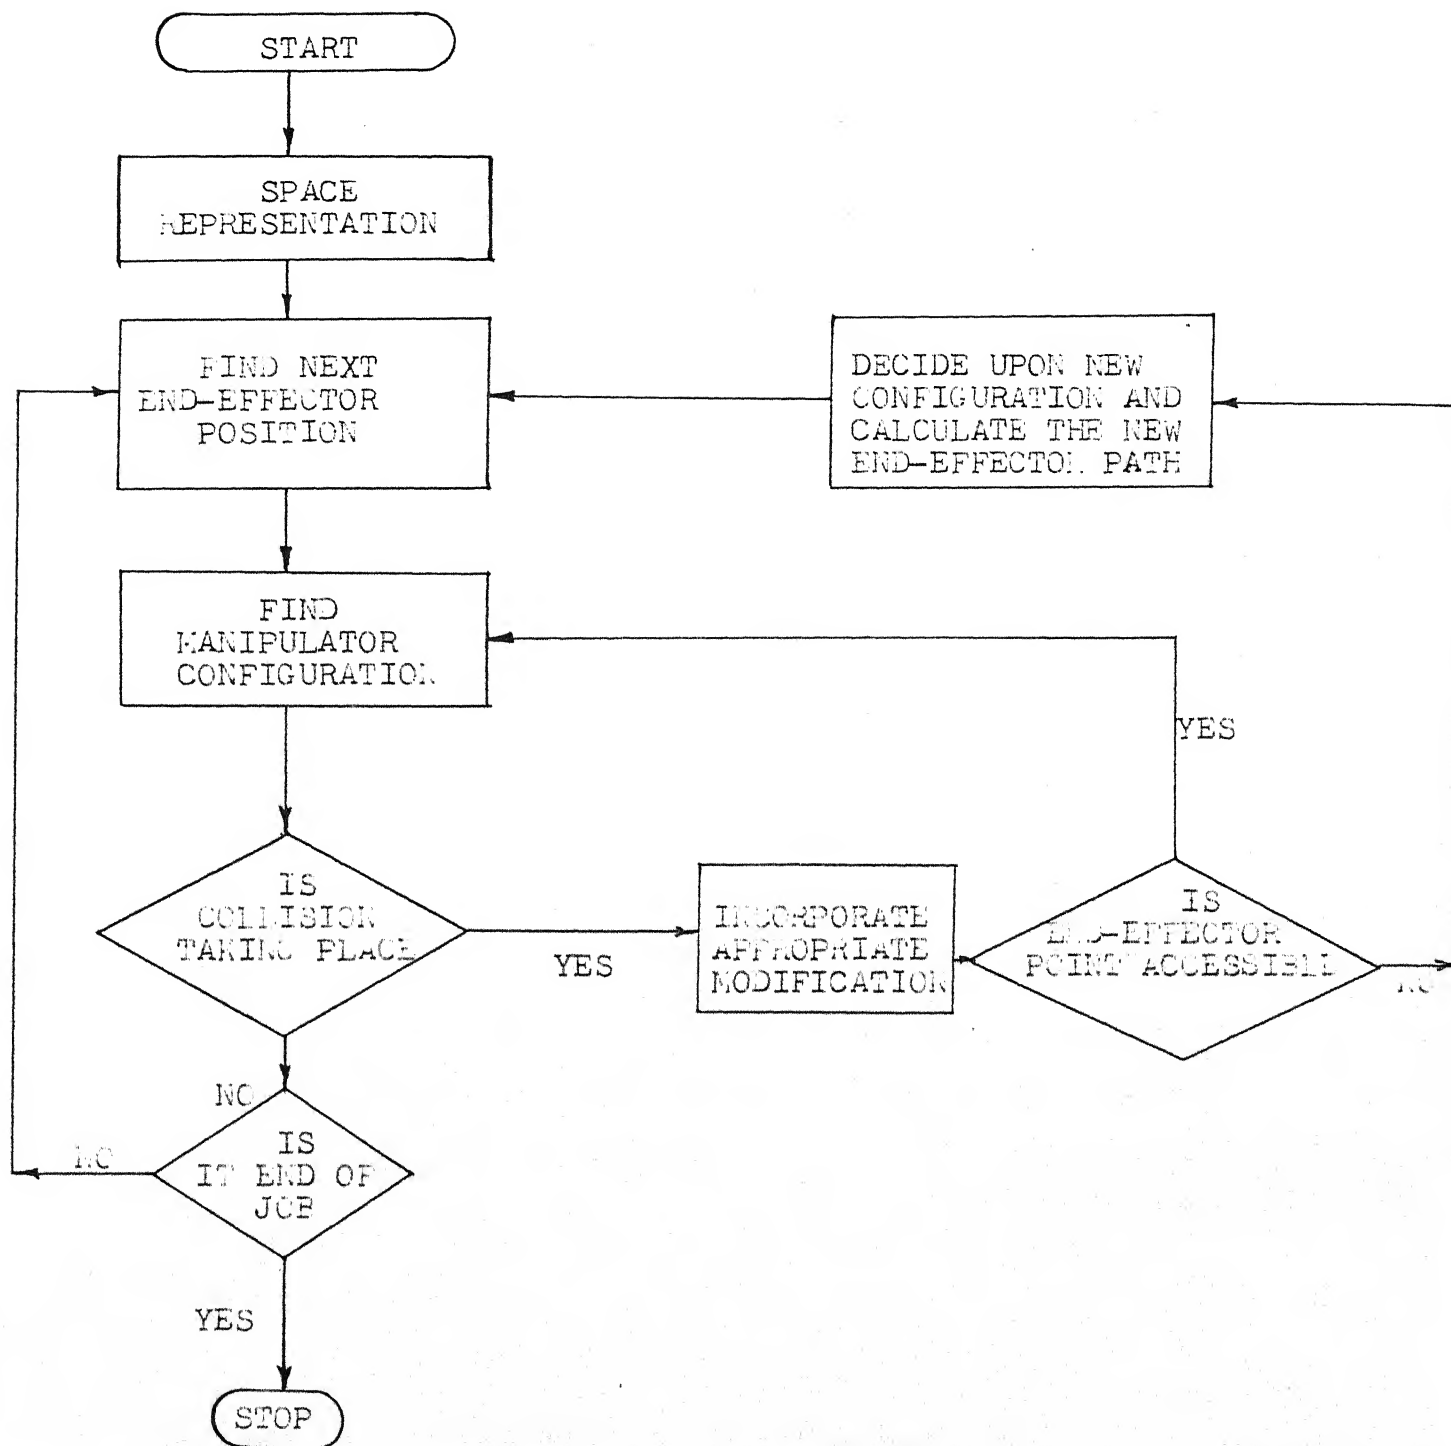 START
SPACE
REPRESENTATION
FIND NEXT
END-EFFECTOR
POSITION
DECIDE UPON NEW
CONFIGURATION AND
CALCULATE THE NEW
END-EFFECTOR PATH
FIND
MANIPULATOR
CONFIGURATION
YES
IS
COLLISION
TAKING PLACE
YES
INCORPORATE
APPROPRIATE
MODIFICATION
IS
END-EFFECTOR
POINT ACCESSIBLE
NO
NO
IS
IT END OF
JOB
NO
YES
STOP